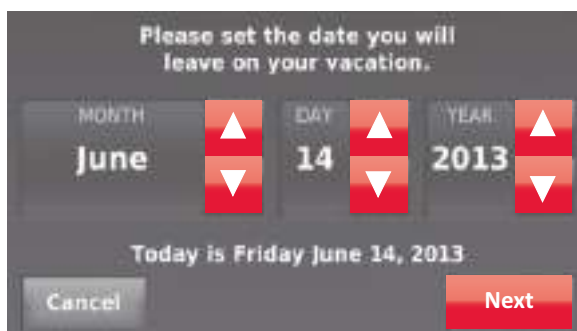 Please set the date you will
leave on your vacation.
MONTH DAY YEAR
June 14 2013
Today is Friday June 14, 2013
Cancel Next